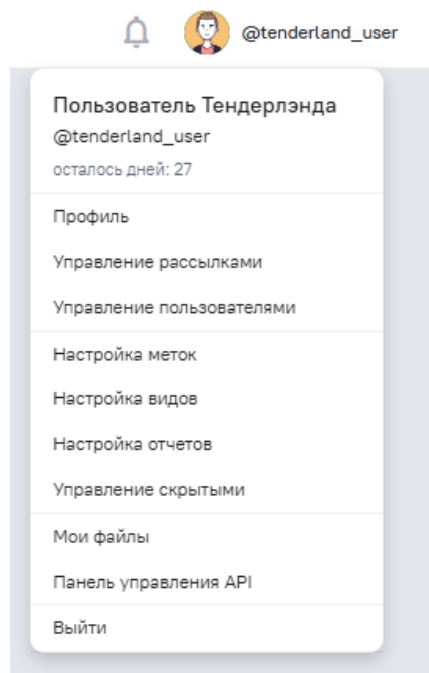 @tenderland_user
Пользователь Тендерлэнда
@tenderland_user
осталось дней: 27
Профиль
Управление рассылками
Управление пользователями
Настройка меток
Настройка видов
Настройка отчетов
Управление скрытыми
Мои файлы
Панель управления API
Выйти